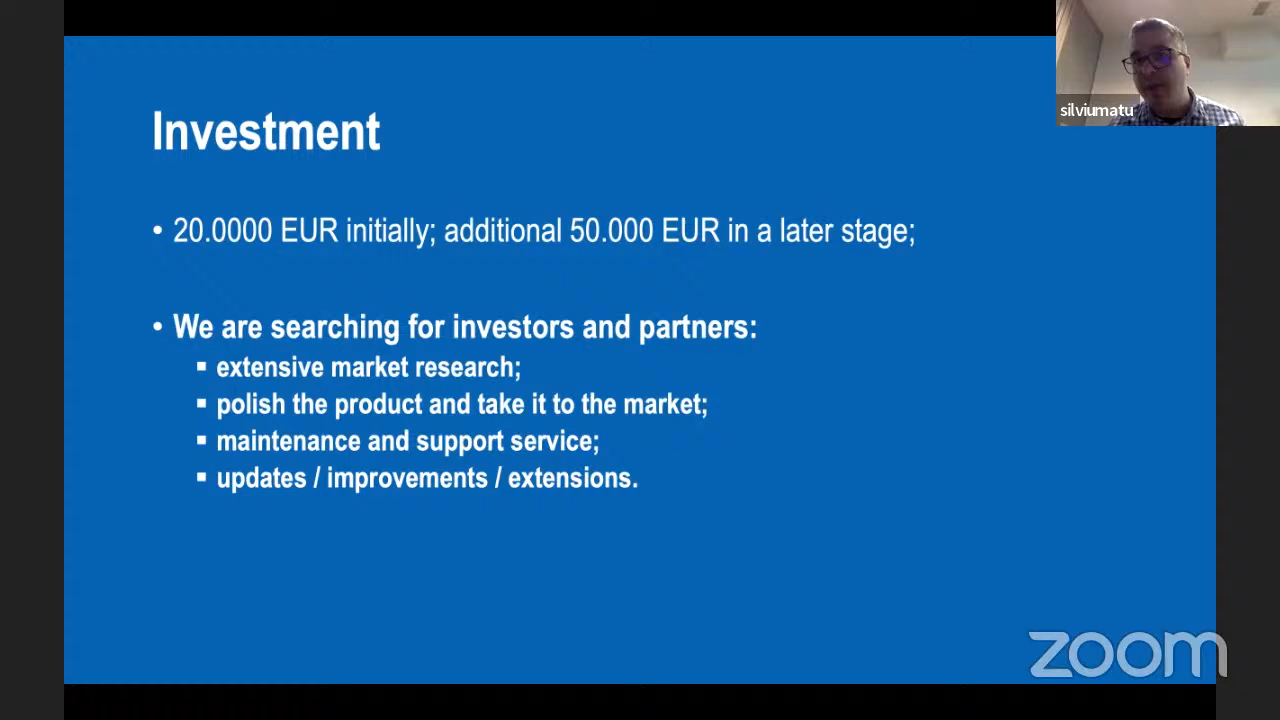 silviumatu
Investment
• 20.0000 EUR initially; additional 50.000 EUR in a later stage;
• We are searching for investors and partners:
▪ extensive market research;
▪ polish the product and take it to the market;
▪ maintenance and support service;
▪ updates / improvements / extensions.
zoom